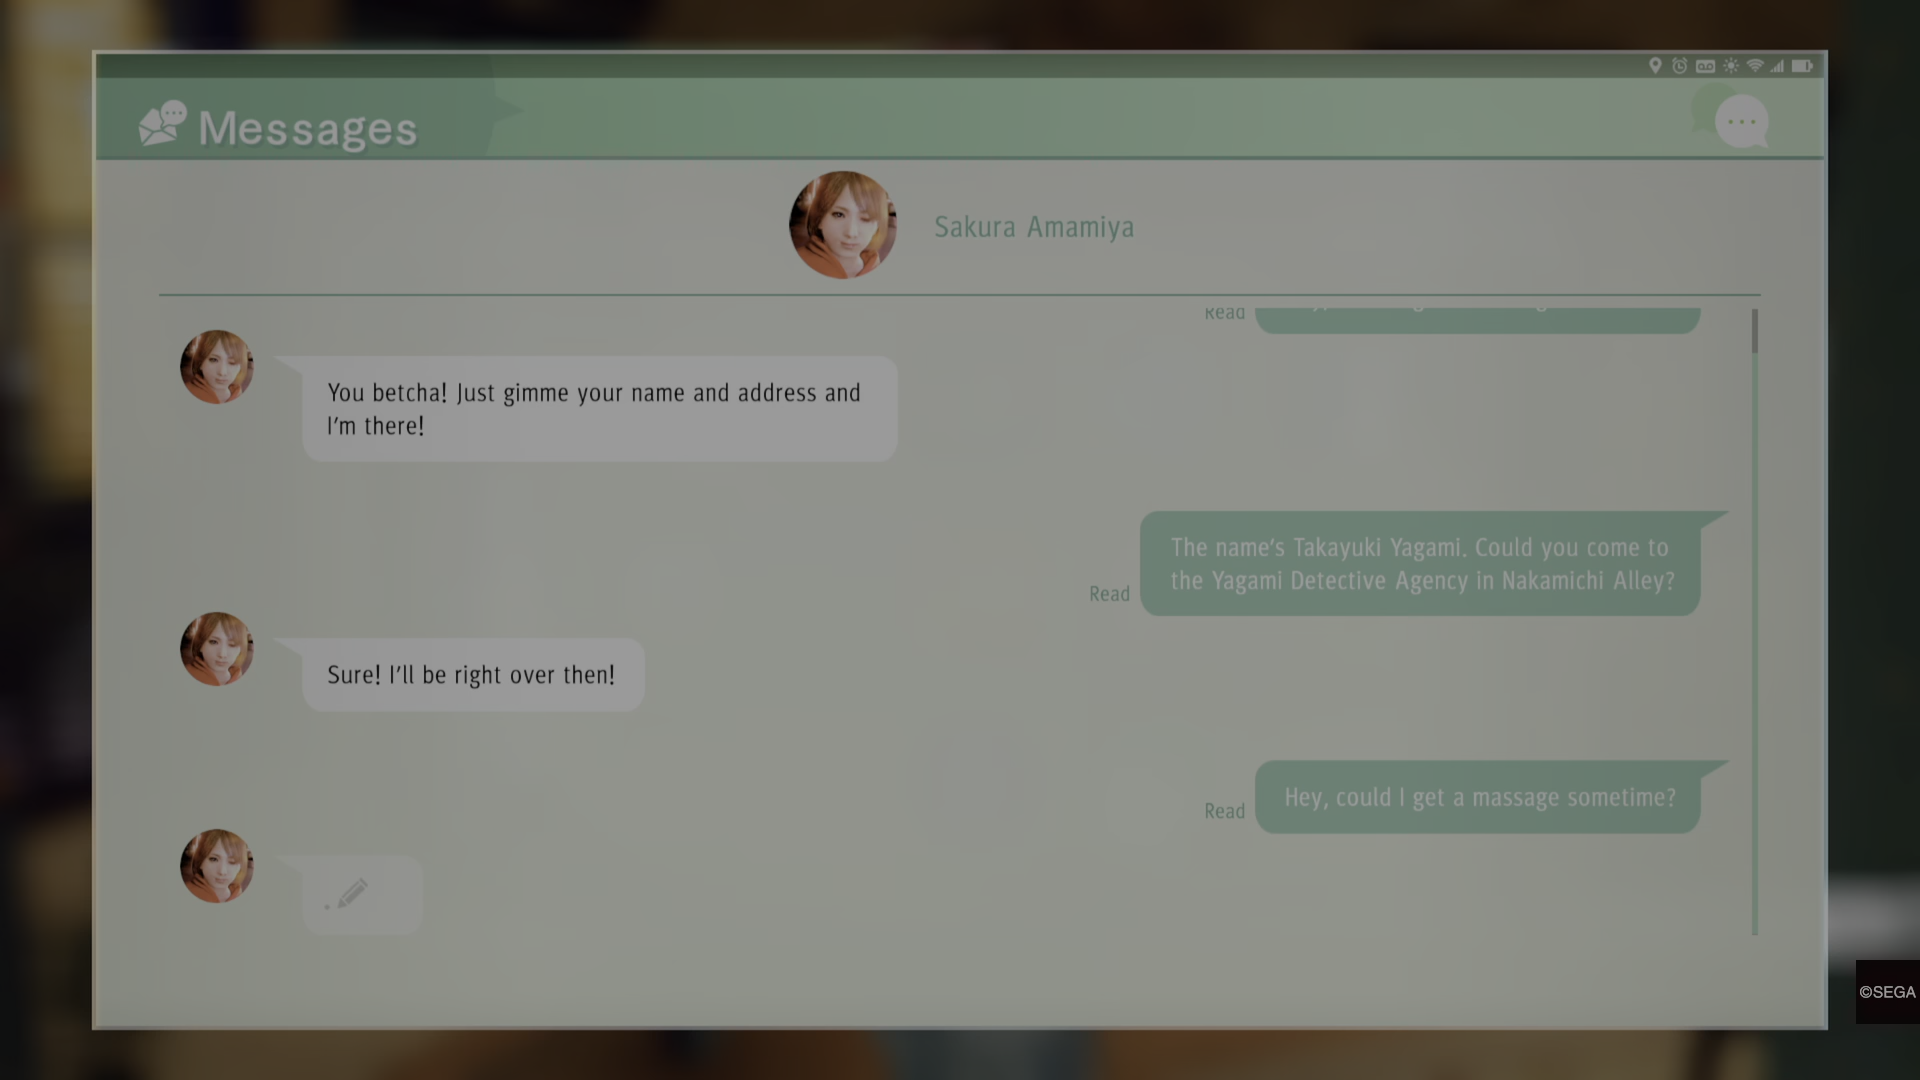 Messages
Sakura Amamiya
Read
You betcha! Just gimme your name and address and
I'm there!
The name's Takayuki Yagami. Could you come to
the Yagami Detective Agency in Nakamichi Alley?
Read
Sure! I'll be right over then!
Hey, could I get a massage sometime?
Read
©SEGA